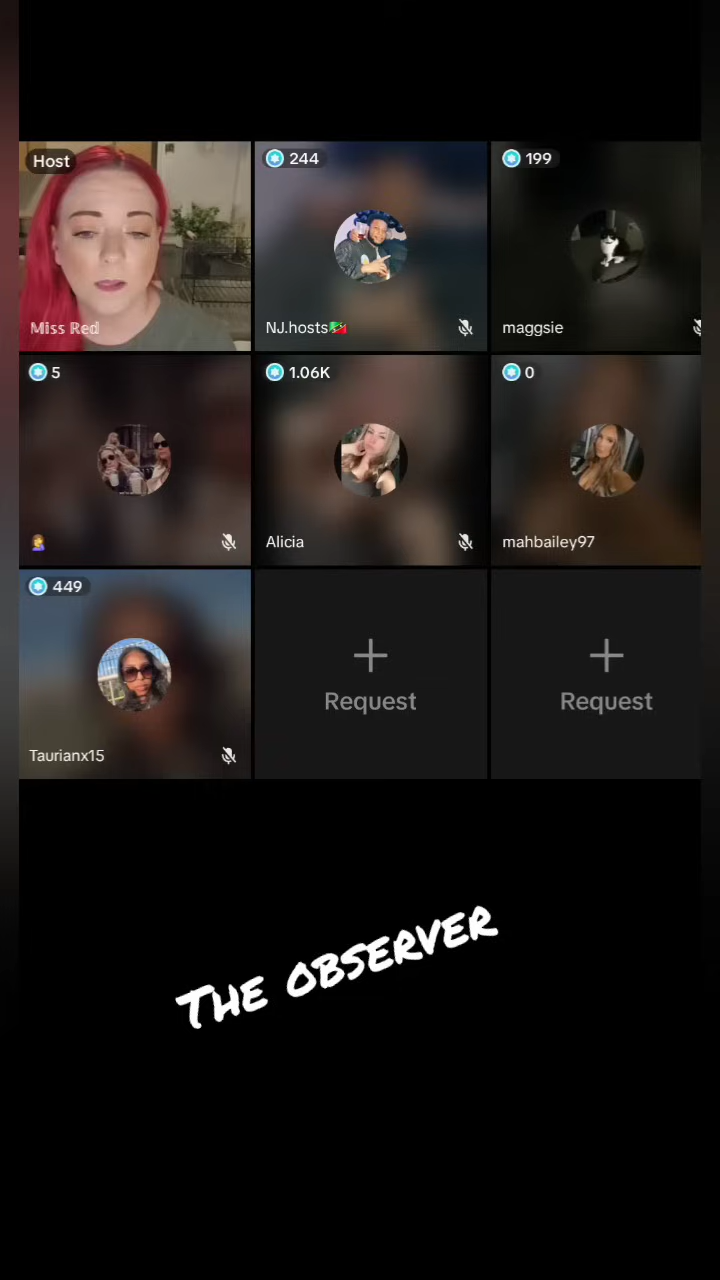 Host
244
199
Miss Red
NJ.hosts🇰🇳
maggsie
5
1.06K
0
🤦‍♀️
Alicia
mahbailey97
449
Request
Request
Taurianx15
THE OBSERVER